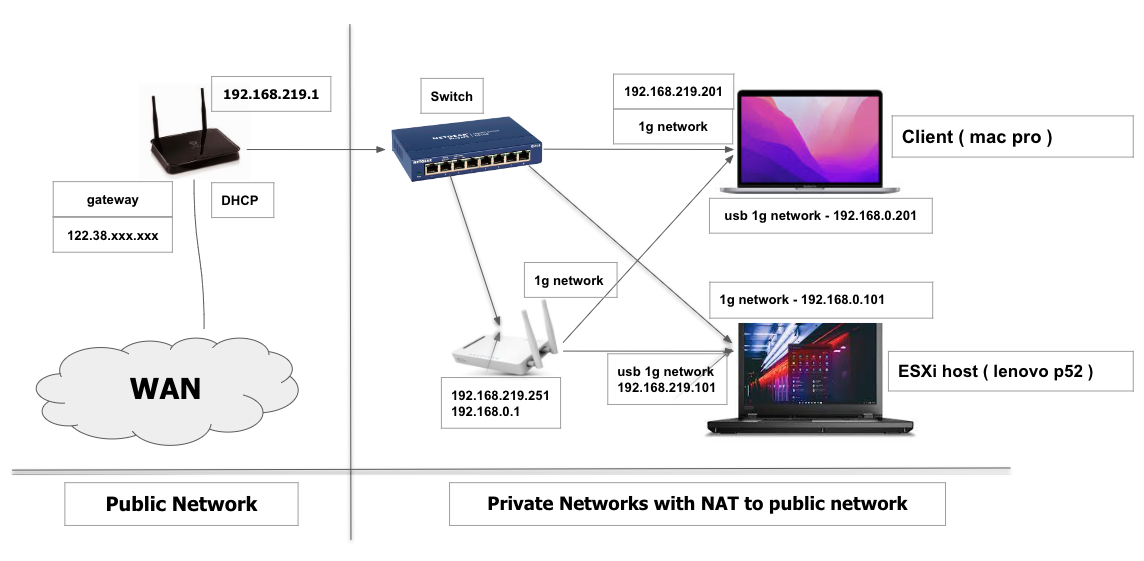 192.168.219.1
gateway
122.38.xxx.xxx
DHCP
WAN
Public Network
Switch
NETGEAR
NETGEAR
192.168.219.201
1g network
Client ( mac pro )
usb 1g network - 192.168.0.201
1g network
1g network - 192.168.0.101
usb 1g network
192.168.219.101
192.168.219.251
192.168.0.1
ESXi host ( lenovo p52 )
Private Networks with NAT to public network